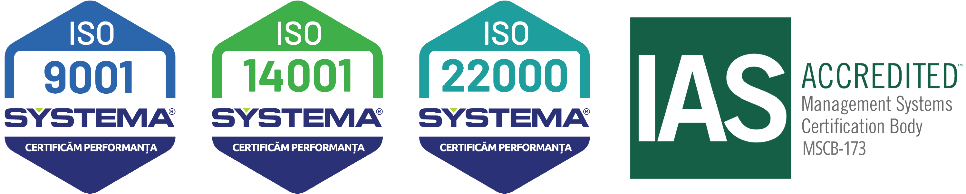 ISO
9001
SYSTEMA®
CERTIFICĂM PERFORMANȚA
ISO
14001
SYSTEMA®
CERTIFICĂM PERFORMANȚA
ISO
22000
SYSTEMA®
CERTIFICĂM PERFORMANȚA
IAS
ACCREDITED™
Management Systems
Certification Body
MSCB-173